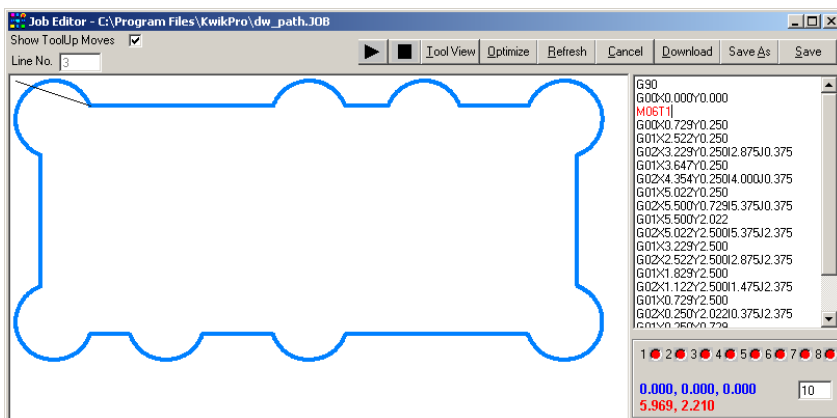 Job Editor - C:\Program Files\KwikPro\dw_path.JOB
Show ToolUp Moves
Line No. 3
Tool View Optimize Refresh Cancel Download Save As Save
G90
G00X0.000Y0.000
M06T1
G00X0.729Y0.250
G01X2.522Y0.250
G02X3.229Y0.250I2.875J0.375
G01X3.647Y0.250
G02X4.354Y0.250I4.000J0.375
G01X5.022Y0.250
G02X5.500Y0.729I5.375J0.375
G01X5.500Y2.022
G02X5.022Y2.500I5.375J2.375
G01X3.229Y2.500
G02X2.522Y2.500I2.875J2.375
G01X1.829Y2.500
G02X1.122Y2.500I1.475J2.375
G01X0.729Y2.500
G02X0.250Y2.022I0.375J2.375
G01X0.250Y0.729
1 2 3 4 5 6 7 8
0.000, 0.000, 0.000 10
5.969, 2.210